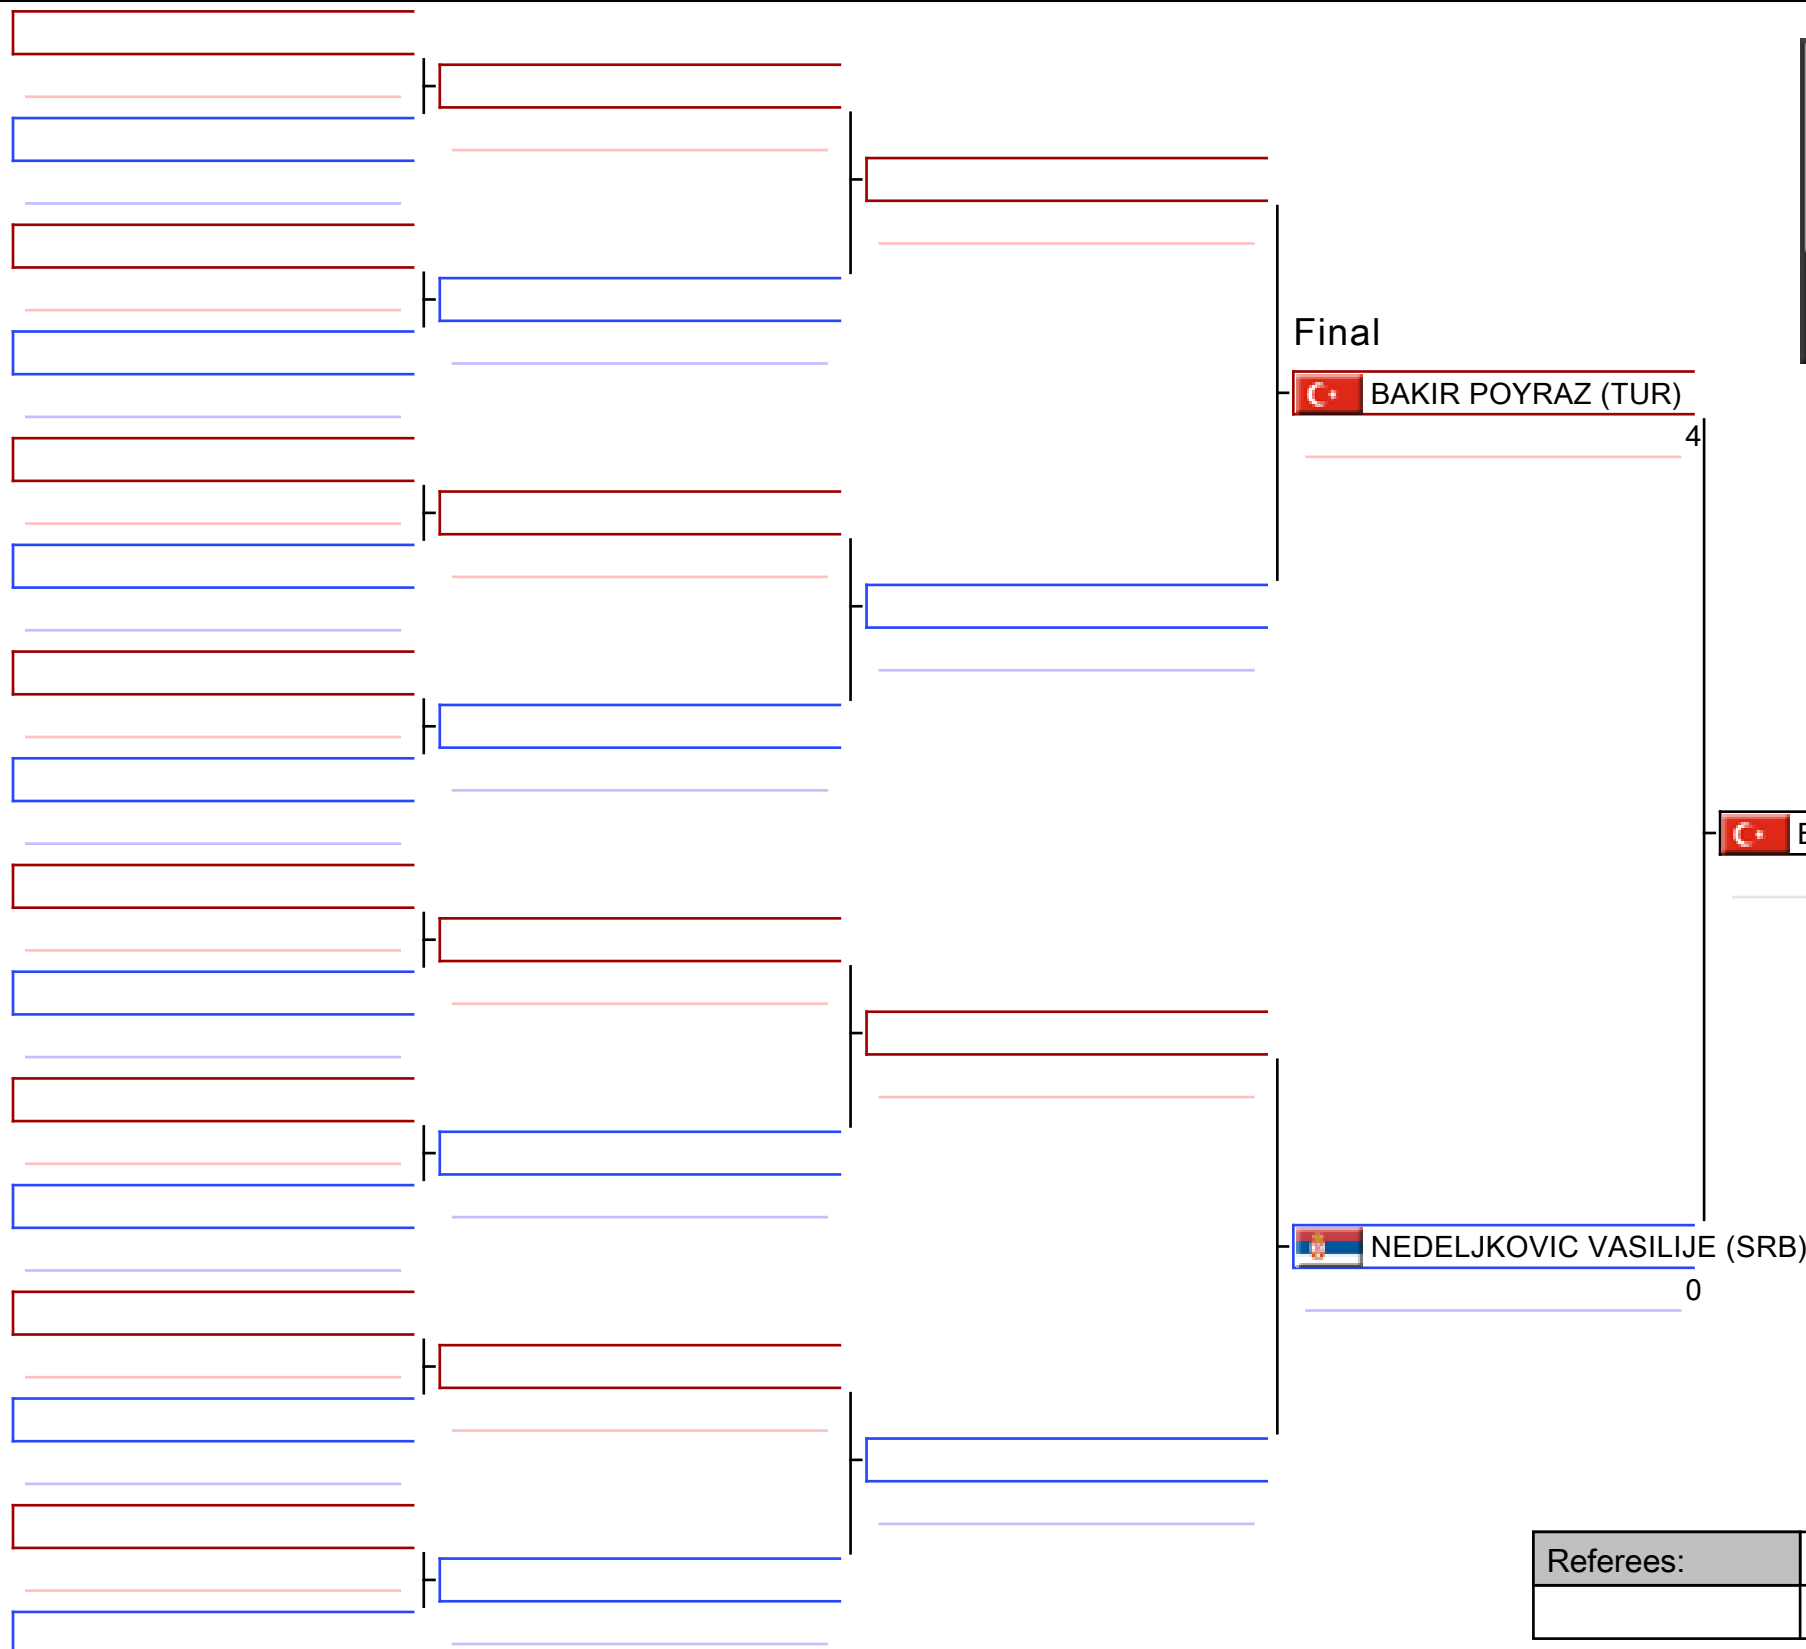 Final
BAKIR POYRAZ (TUR)
4
NEDELJKOVIC VASILIJE (SRB)
0
Referees: